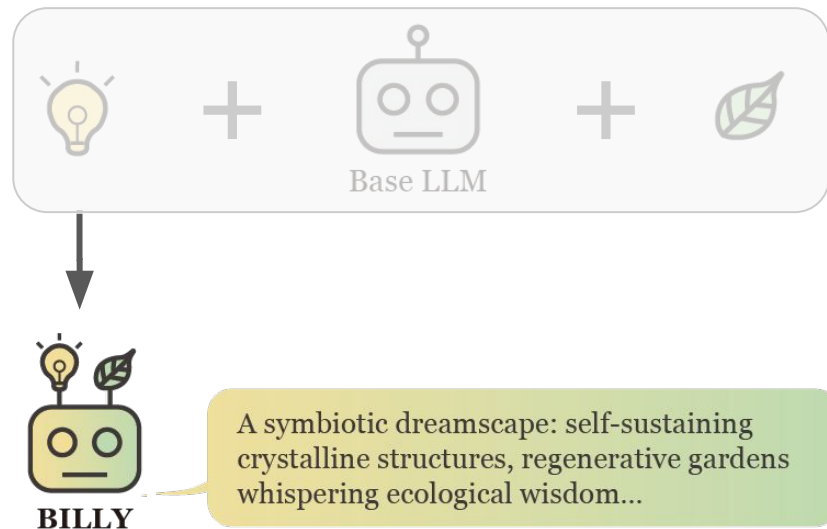 Base LLM
BILLY
A symbiotic dreamscape: self-sustaining
crystalline structures, regenerative gardens
whispering ecological wisdom...